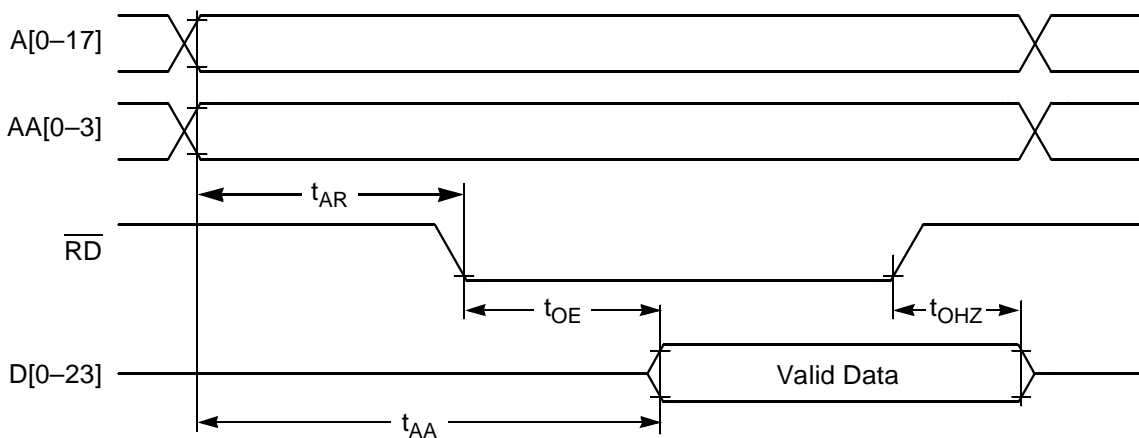 A[0–17]
AA[0–3]
tAR
RD
tOE
tOHZ
D[0–23]
Valid Data
tAA